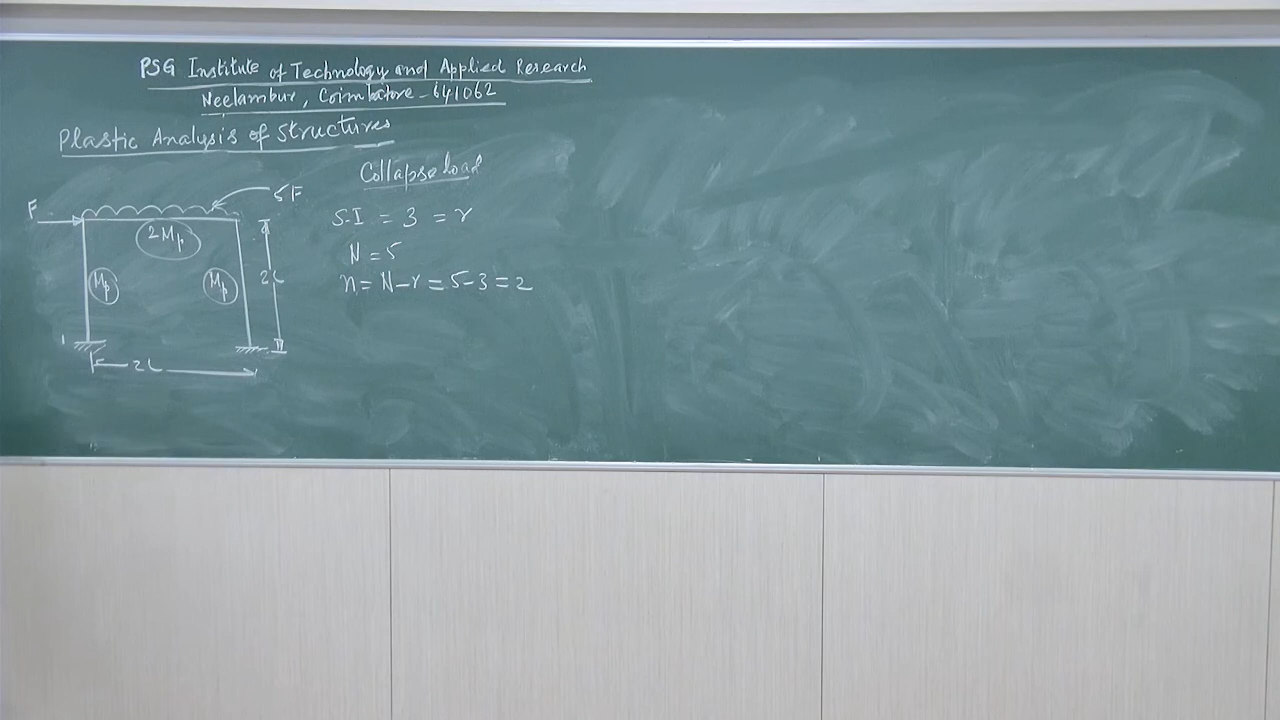 PSG Institute of Technology and Applied Research
Neelambur, Coimbatore - 641062
Plastic Analysis of Structures
Collapse load
F
5F
S.I = 3 = r
2Mp
N = 5
Mp
Mp
2L
n = N-r = 5-3 = 2
1
2L